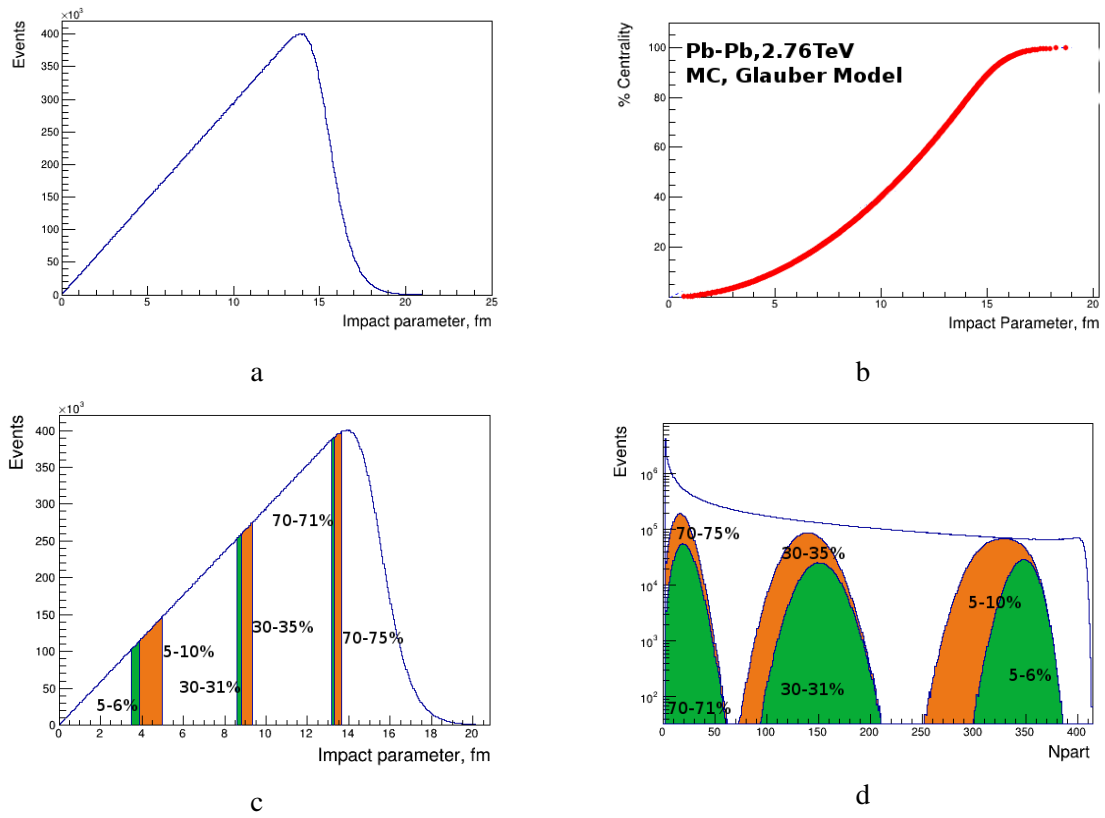 ×10³
Events
400
350
300
250
200
150
100
50
0
0 5 10 15 20 25
Impact parameter, fm
a
% Centrality
Pb-Pb,2.76TeV
MC, Glauber Model
100
80
60
40
20
0 5 10 15 20
Impact Parameter, fm
b
×10³
Events
400
350
300
250
200
150
100
50
0
70-71%
30-35%
70-75%
5-10%
30-31%
5-6%
0 2 4 6 8 10 12 14 16 18 20
Impact parameter, fm
c
Events
10⁶
10⁵
10⁴
10³
10²
70-75%
30-35%
5-10%
5-6%
30-31%
70-71%
0 50 100 150 200 250 300 350 400
Npart
d